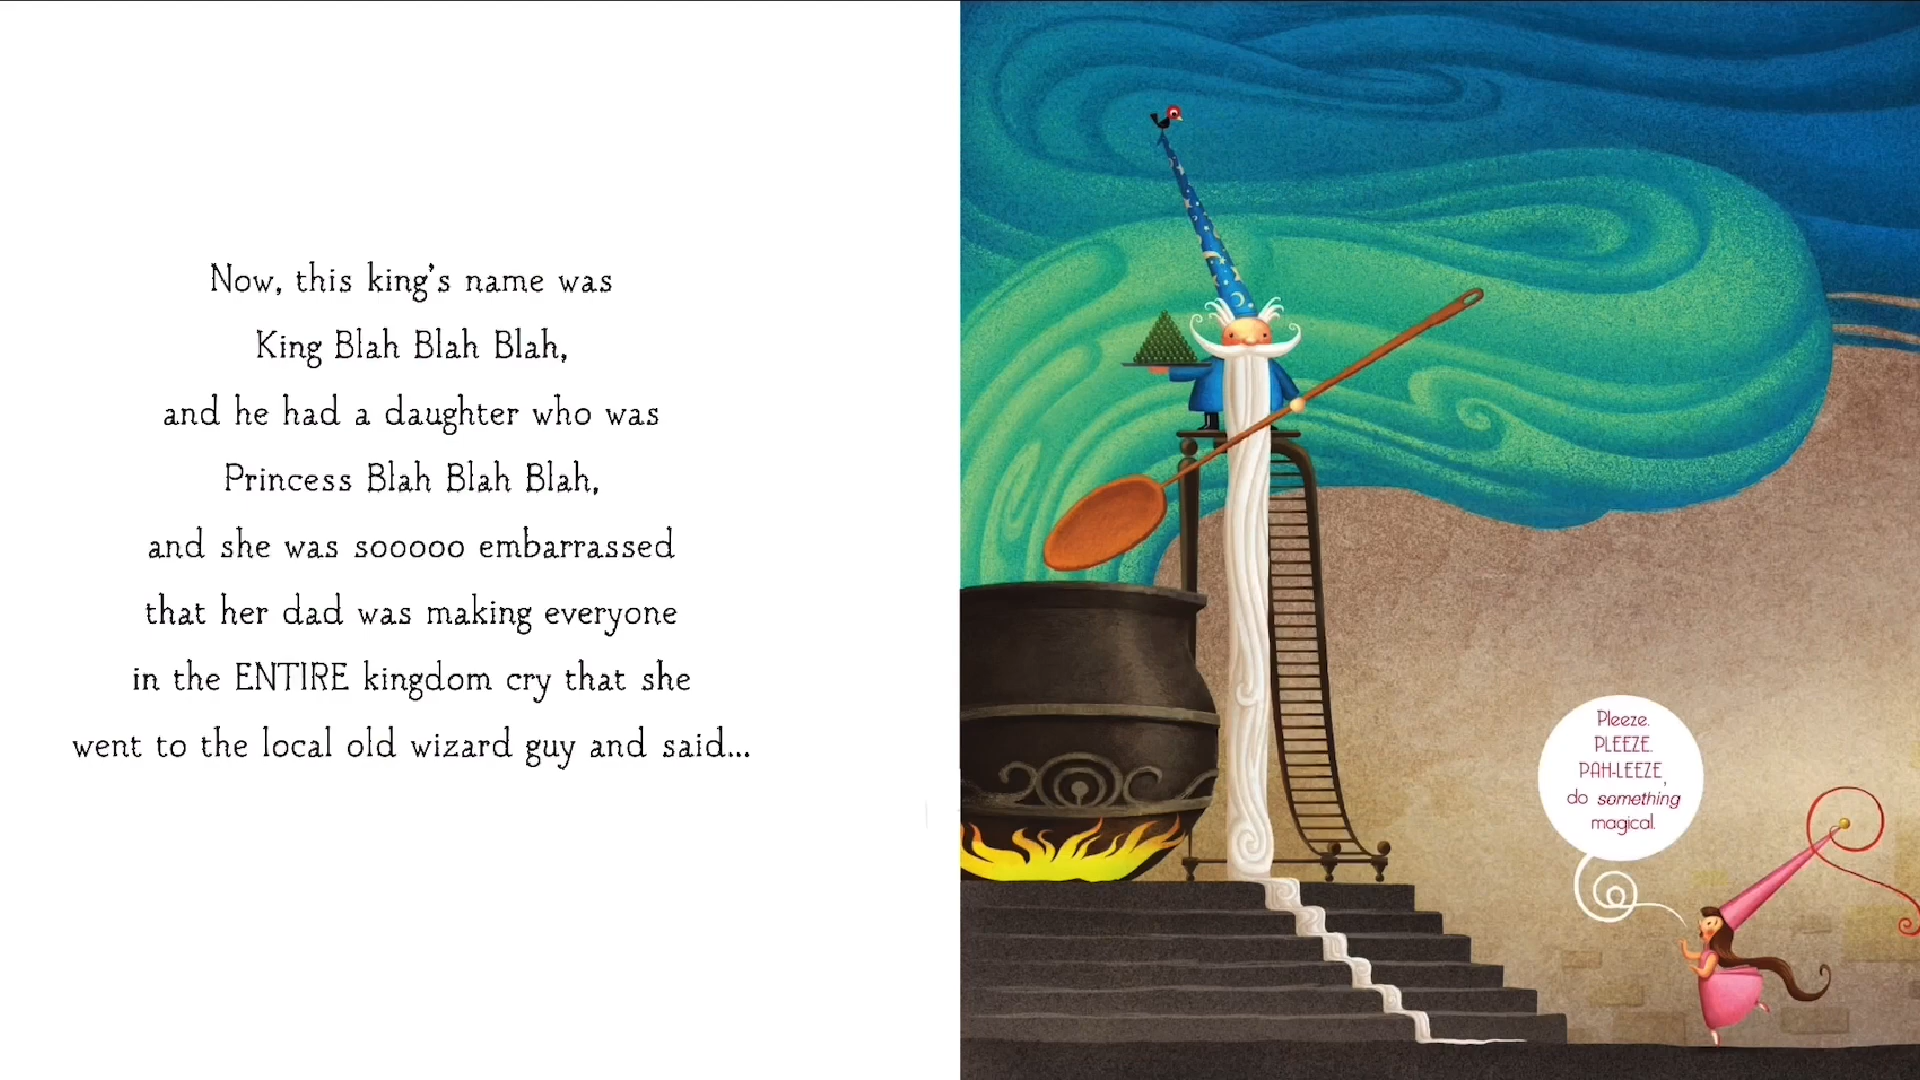 Now, this king's name was
King Blah Blah Blah,
and he had a daughter who was
Princess Blah Blah Blah,
and she was sooooo embarrassed
that her dad was making everyone
in the ENTIRE kingdom cry that she
went to the local old wizard guy and said...
Pleeze.
PLEEZE.
PAH-LEEZE,
do something
magical.